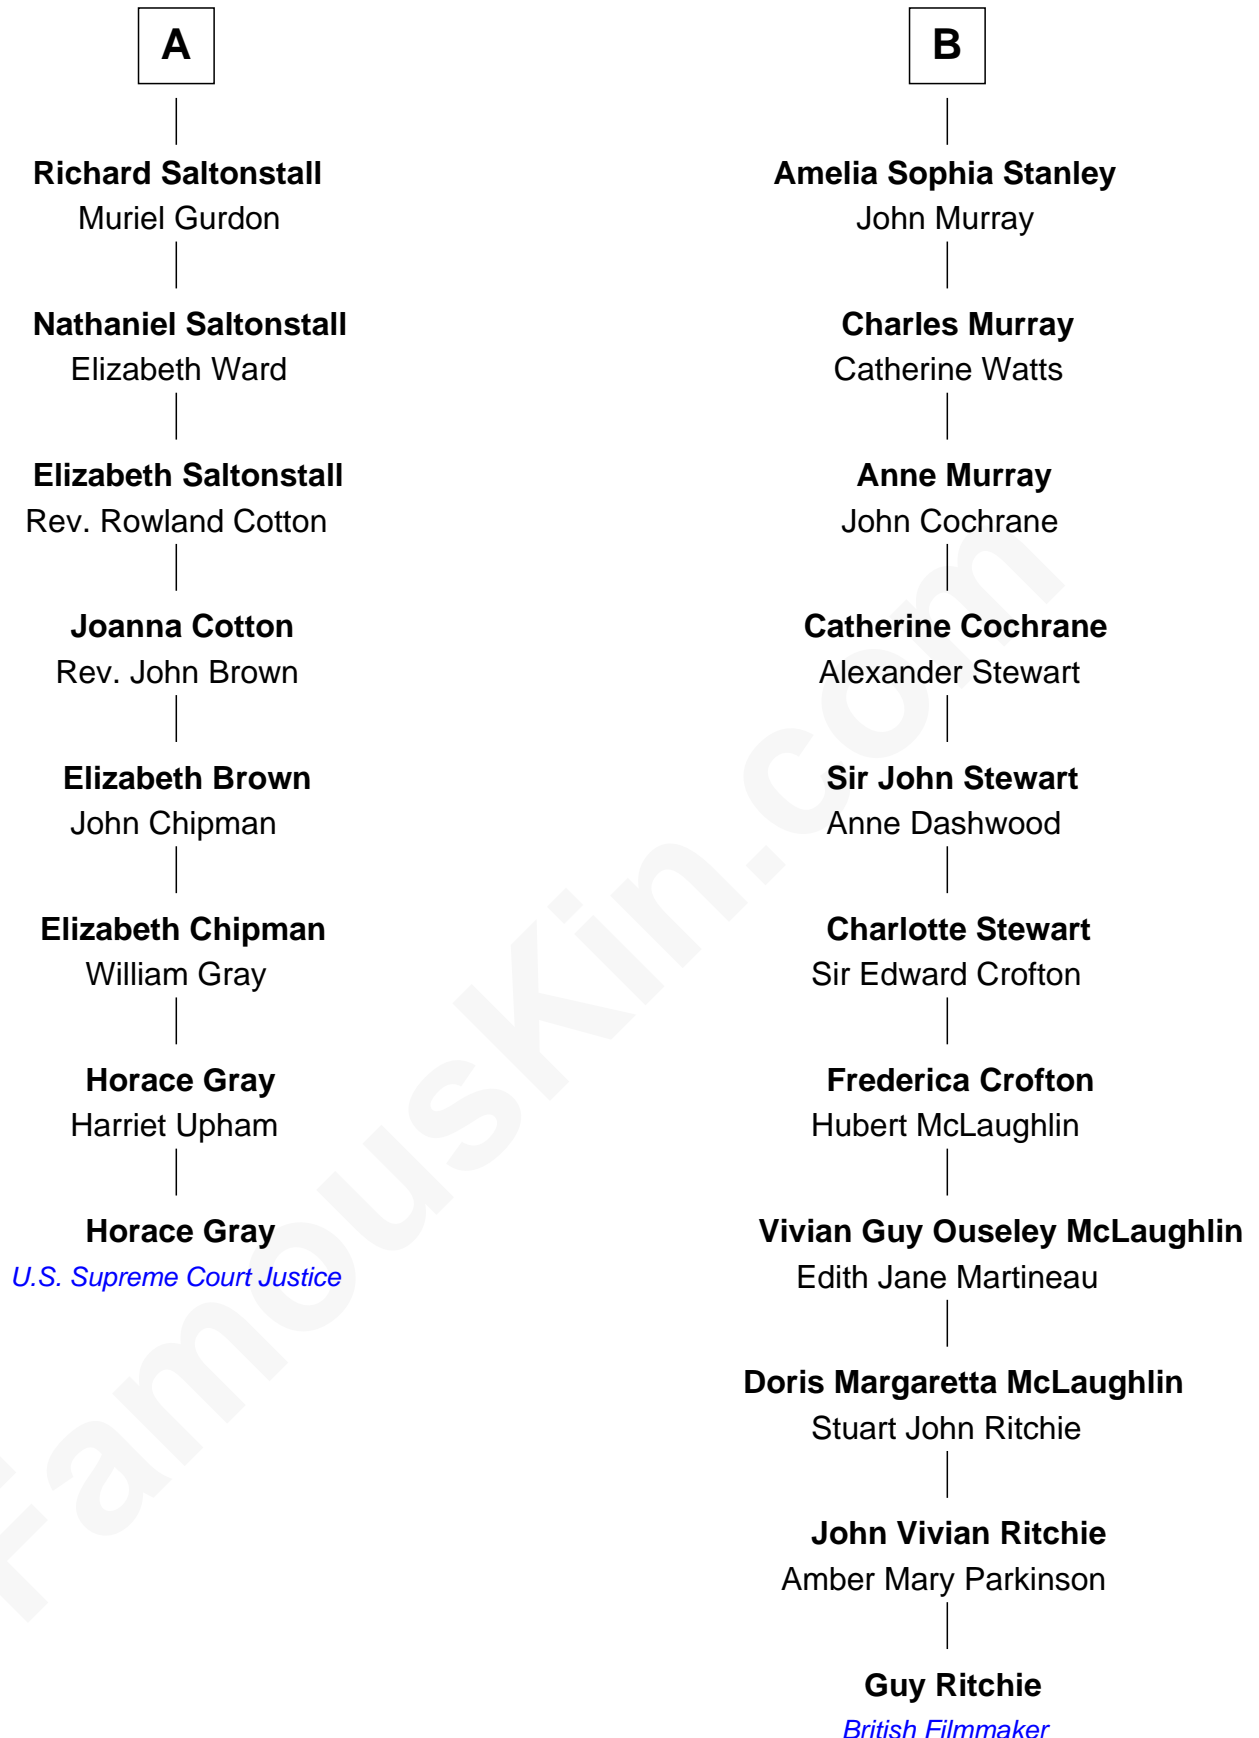 A
Richard Saltonstall
Muriel Gurdon
Nathaniel Saltonstall
Elizabeth Ward
Elizabeth Saltonstall
Rev. Rowland Cotton
Joanna Cotton
Rev. John Brown
Elizabeth Brown
John Chipman
Elizabeth Chipman
William Gray
Horace Gray
Harriet Upham
Horace Gray
U.S. Supreme Court Justice
B
Amelia Sophia Stanley
John Murray
Charles Murray
Catherine Watts
Anne Murray
John Cochrane
Catherine Cochrane
Alexander Stewart
Sir John Stewart
Anne Dashwood
Charlotte Stewart
Sir Edward Crofton
Frederica Crofton
Hubert McLaughlin
Vivian Guy Ouseley McLaughlin
Edith Jane Martineau
Doris Margaretta McLaughlin
Stuart John Ritchie
John Vivian Ritchie
Amber Mary Parkinson
Guy Ritchie
British Filmmaker
FamousKin.com